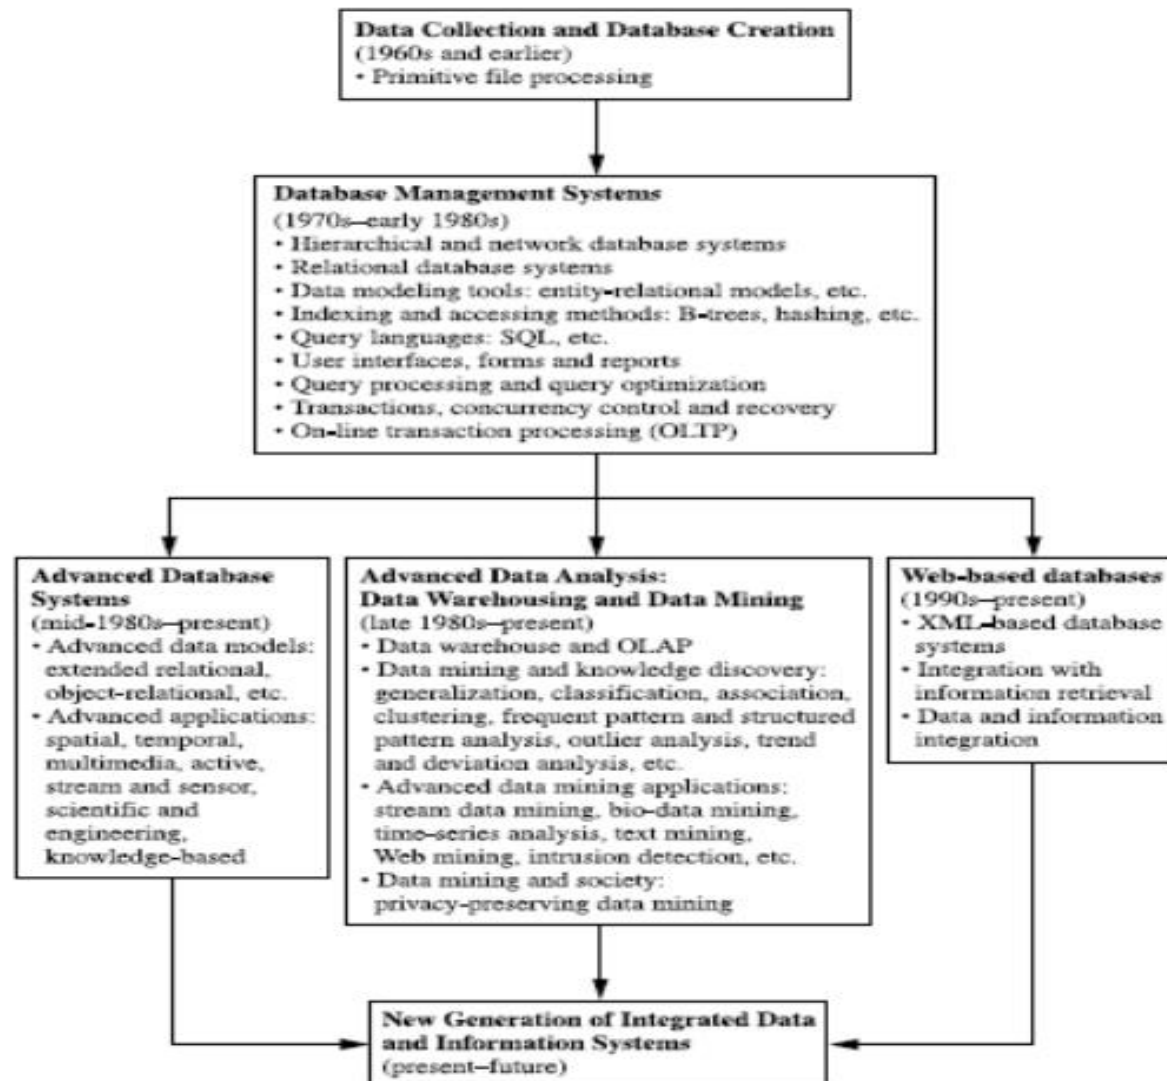 Data Collection and Database Creation
(1960s and earlier)
• Primitive file processing
Database Management Systems
(1970s–early 1980s)
• Hierarchical and network database systems
• Relational database systems
• Data modeling tools: entity-relational models, etc.
• Indexing and accessing methods: B-trees, hashing, etc.
• Query languages: SQL, etc.
• User interfaces, forms and reports
• Query processing and query optimization
• Transactions, concurrency control and recovery
• On-line transaction processing (OLTP)
Advanced Database
Systems
(mid-1980s–present)
• Advanced data models:
extended relational,
object-relational, etc.
• Advanced applications:
spatial, temporal,
multimedia, active,
stream and sensor,
scientific and
engineering,
knowledge-based
Advanced Data Analysis:
Data Warehousing and Data Mining
(late 1980s–present)
• Data warehouse and OLAP
• Data mining and knowledge discovery:
generalization, classification, association,
clustering, frequent pattern and structured
pattern analysis, outlier analysis, trend
and deviation analysis, etc.
• Advanced data mining applications:
stream data mining, bio-data mining,
time-series analysis, text mining,
Web mining, intrusion detection, etc.
• Data mining and society:
privacy-preserving data mining
Web-based databases
(1990s–present)
• XML-based database
systems
• Integration with
information retrieval
• Data and information
integration
New Generation of Integrated Data
and Information Systems
(present–future)